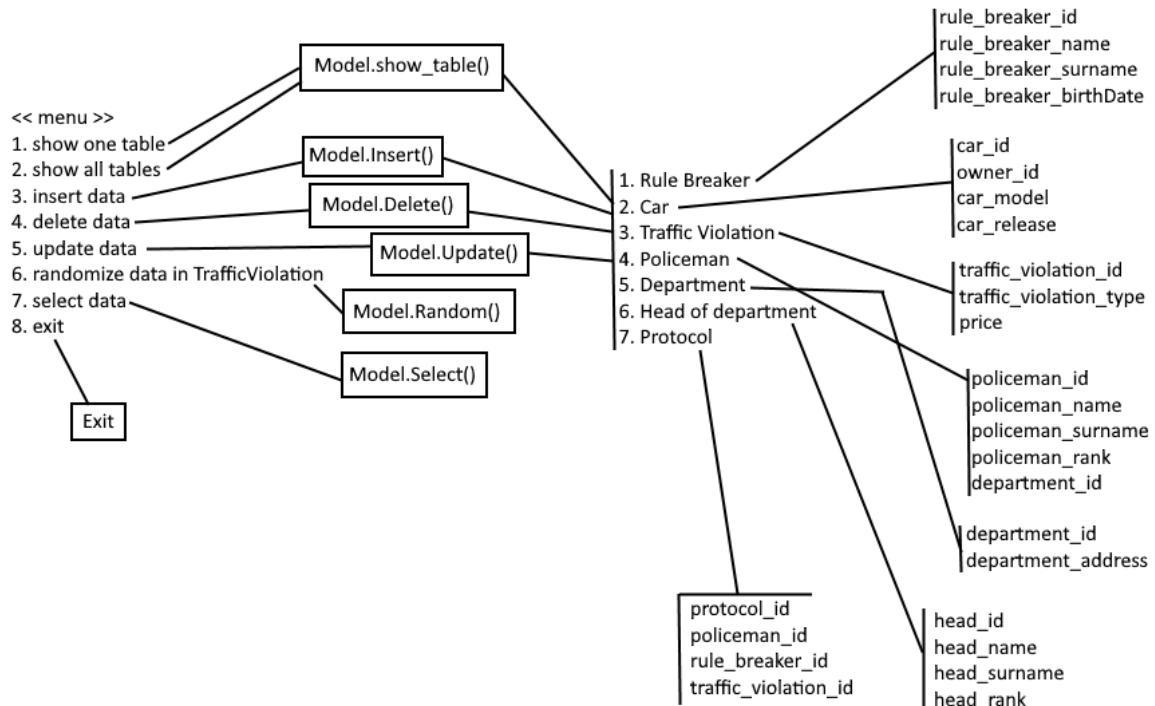 << menu >>
1. show one table
2. show all tables
3. insert data
4. delete data
5. update data
6. randomize data in TrafficViolation
7. select data
8. exit
Exit
Model.show_table()
Model.Insert()
Model.Delete()
Model.Update()
Model.Random()
Model.Select()
1. Rule Breaker
2. Car
3. Traffic Violation
4. Policeman
5. Department
6. Head of department
7. Protocol
rule_breaker_id
rule_breaker_name
rule_breaker_surname
rule_breaker_birthDate
car_id
owner_id
car_model
car_release
traffic_violation_id
traffic_violation_type
price
policeman_id
policeman_name
policeman_surname
policeman_rank
department_id
department_id
department_address
head_id
head_name
head_surname
head_rank
protocol_id
policeman_id
rule_breaker_id
traffic_violation_id